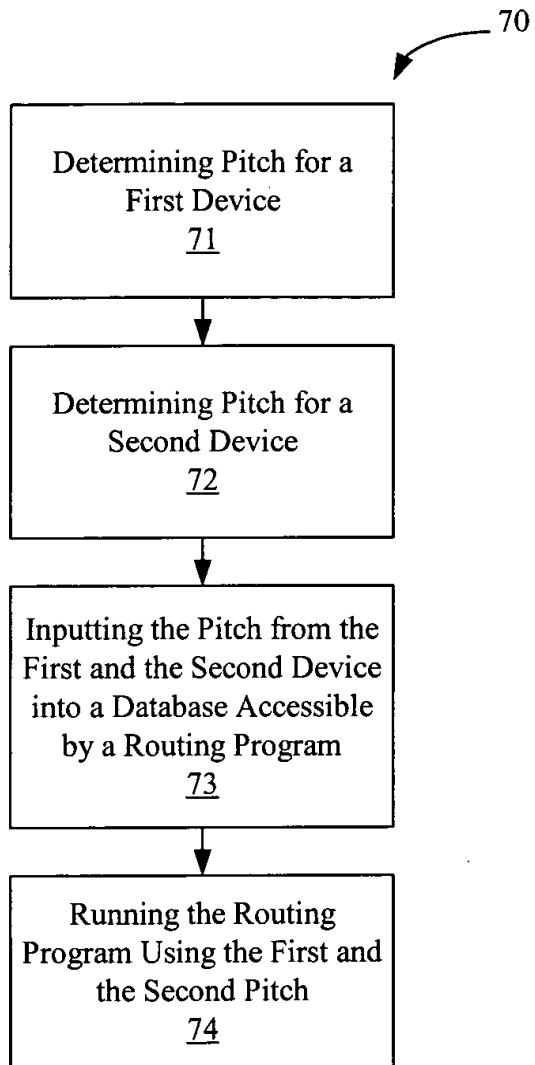 70
Determining Pitch for a
First Device
71
Determining Pitch for a
Second Device
72
Inputting the Pitch from the
First and the Second Device
into a Database Accessible
by a Routing Program
73
Running the Routing
Program Using the First and
the Second Pitch
74